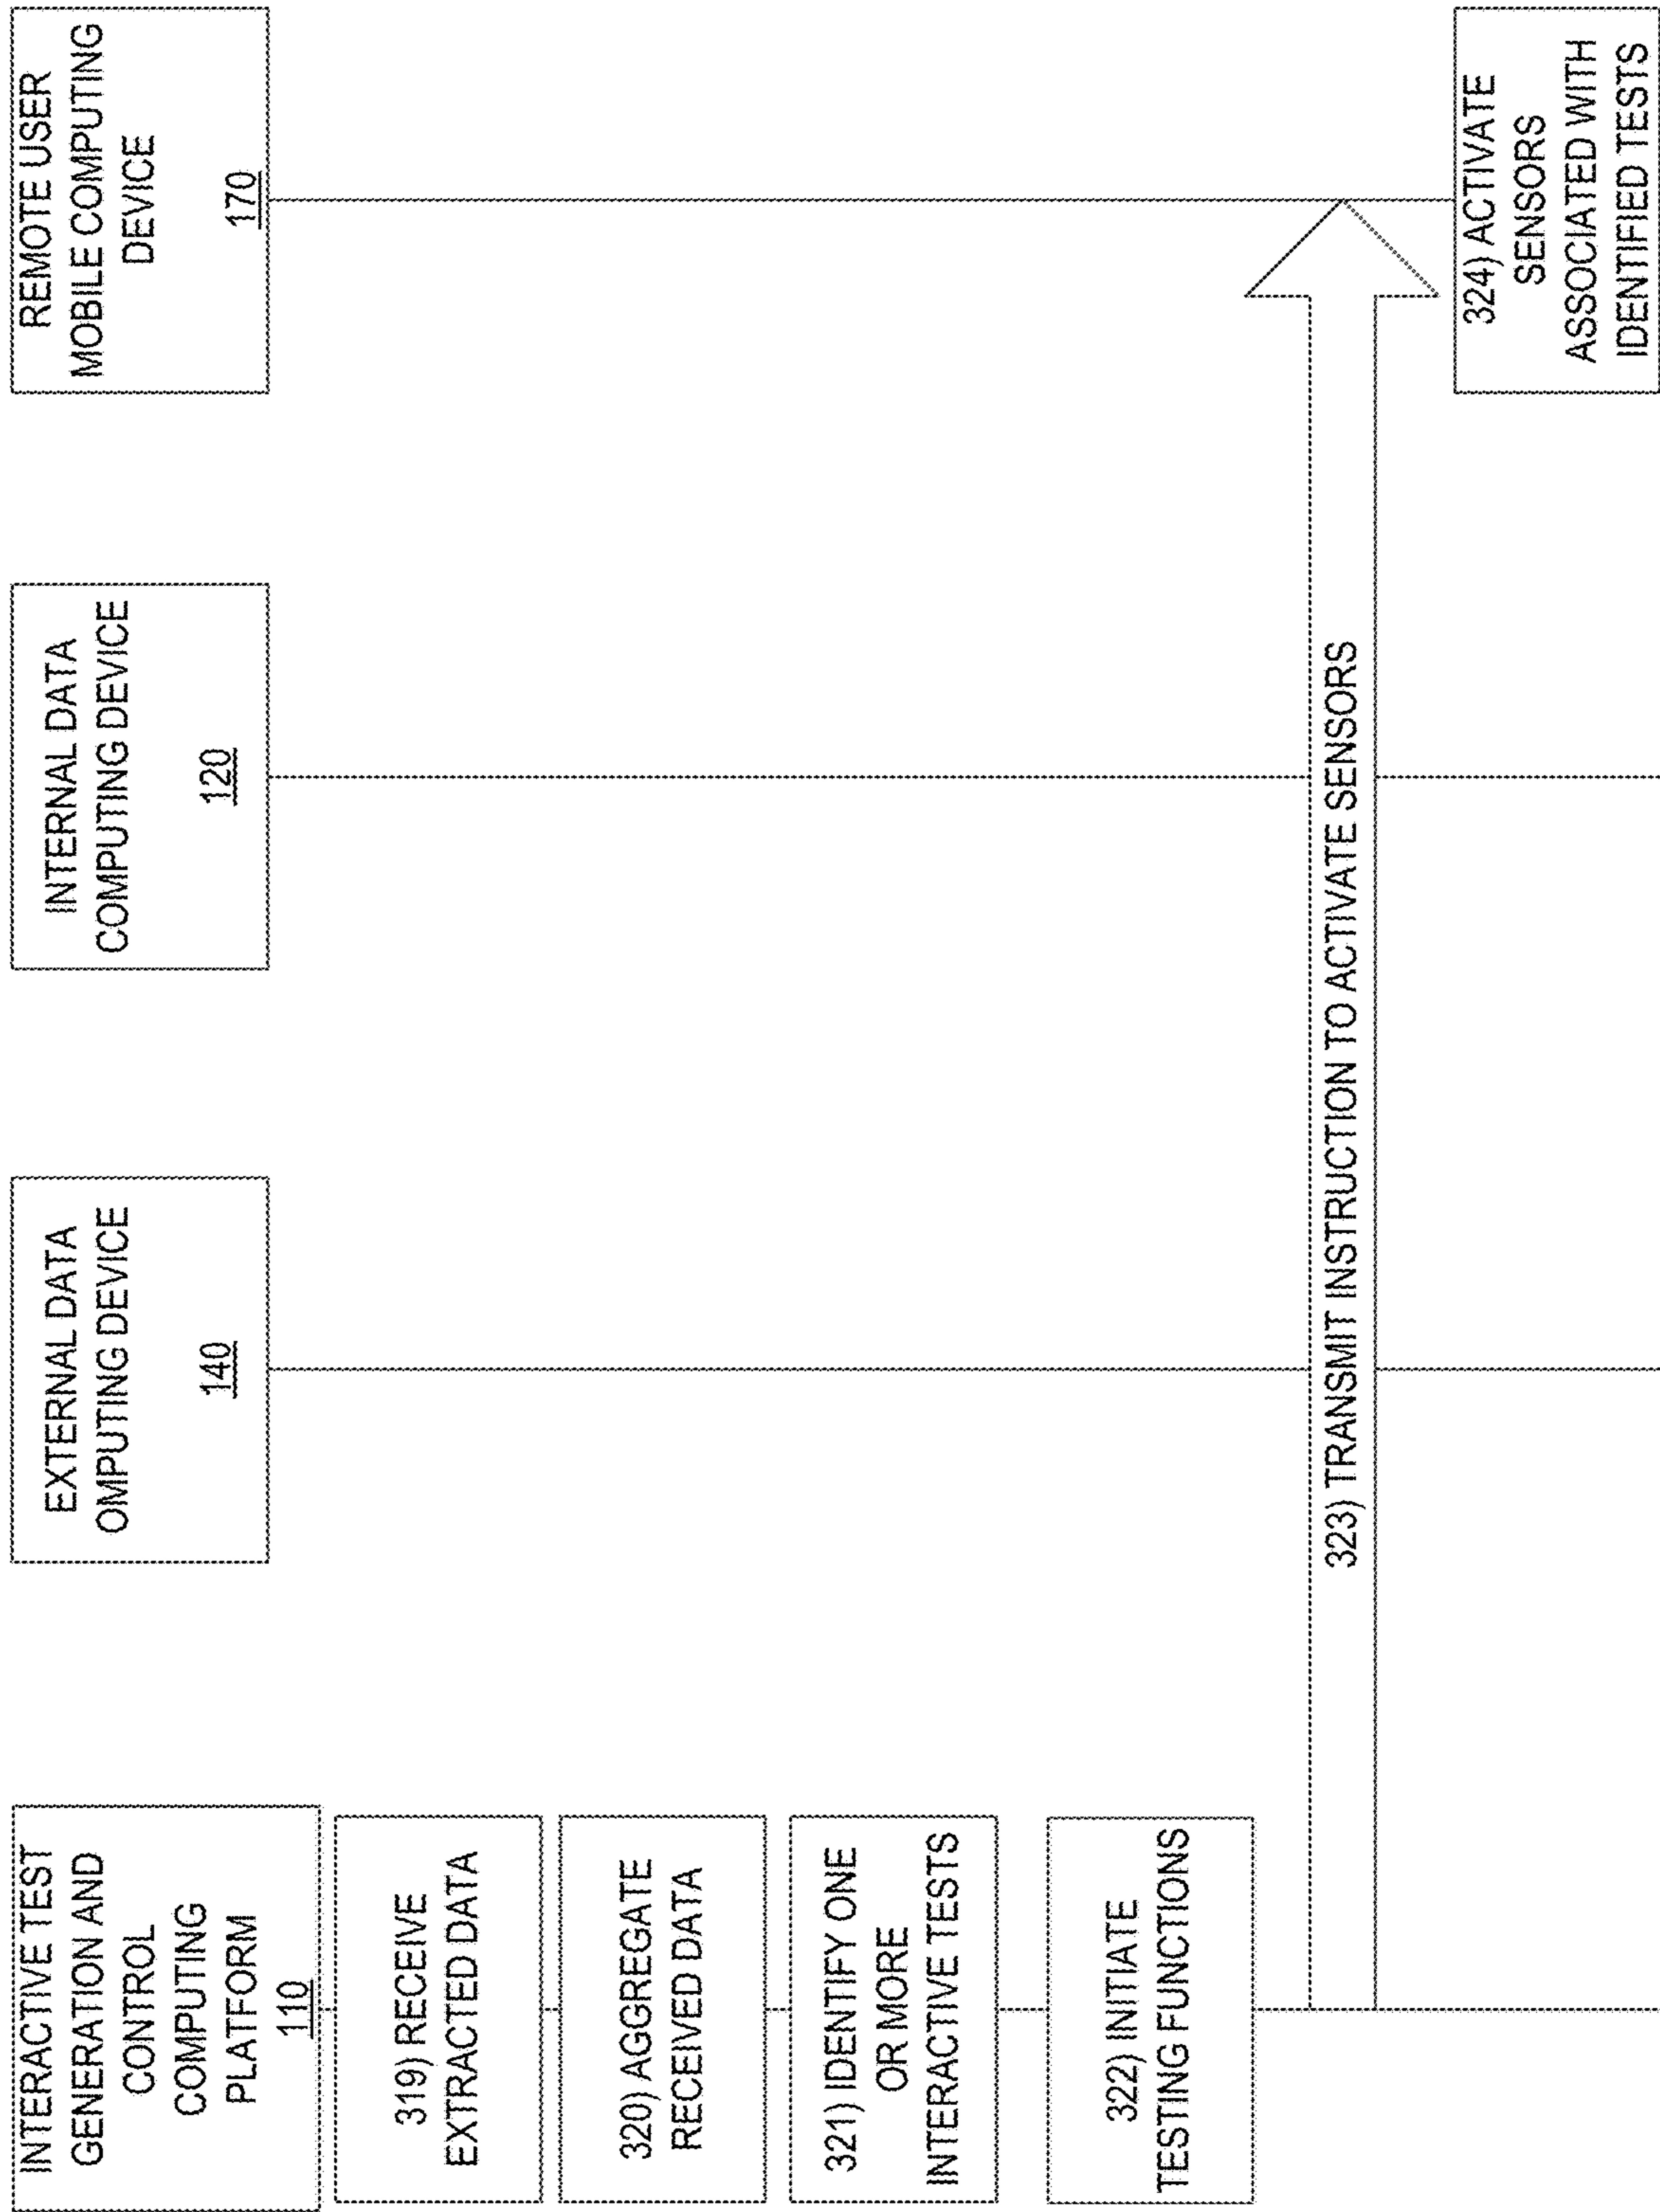 INTERACTIVE TEST
GENERATION AND
CONTROL
COMPUTING
PLATFORM
110
EXTERNAL DATA
OMPUTING DEVICE
140
INTERNAL DATA
COMPUTING DEVICE
120
REMOTE USER
MOBILE COMPUTING
DEVICE
170
319) RECEIVE
EXTRACTED DATA
320) AGGREGATE
RECEIVED DATA
321) IDENTIFY ONE
OR MORE
INTERACTIVE TESTS
322) INITIATE
TESTING FUNCTIONS
323) TRANSMIT INSTRUCTION TO ACTIVATE SENSORS
324) ACTIVATE
SENSORS
ASSOCIATED WITH
IDENTIFIED TESTS